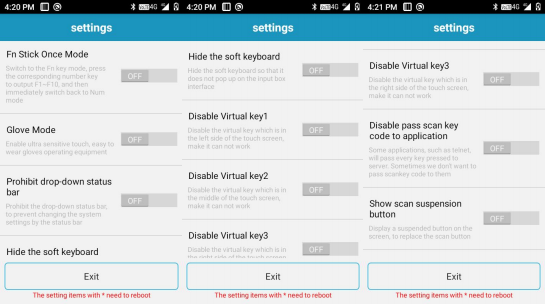 4:20 PM
4G
settings
Fn Stick Once Mode
Switch to the Fn key mode, press
the corresponding number key
to output F1~F10, and then
immediately switch back to Num
mode
OFF
Glove Mode
Enable ultra sensitive touch, easy to
wear gloves operating equipment
OFF
Prohibit drop-down status
bar
Prohibit the drop-down status bar,
to prevent changing the system
settings by the status bar
OFF
Hide the soft keyboard
Exit
The setting items with * need to reboot
4:20 PM
4G
settings
Hide the soft keyboard
Hide the soft keyboard so that it
does not pop up on the input box
interface
OFF
Disable Virtual key1
Disable the virtual key which is in
the left side of the touch screen,
make it can not work
OFF
Disable Virtual key2
Disable the virtual key which is in
the middle of the touch screen,
make it can not work
OFF
Disable Virtual key3
Disable the virtual key which is in
the right side of the touch screen
OFF
Exit
The setting items with * need to reboot
4:21 PM
4G
settings
Disable Virtual key3
Disable the virtual key which is in
the right side of the touch screen,
make it can not work
OFF
Disable pass scan key
code to application
Some applications, such as telnet,
will pass every key pressed to
server. Sometimes we don't want to
pass scankey code to them
OFF
Show scan suspension
button
Display a suspended button on the
screen, to replace the scan button
OFF
Exit
The setting items with * need to reboot